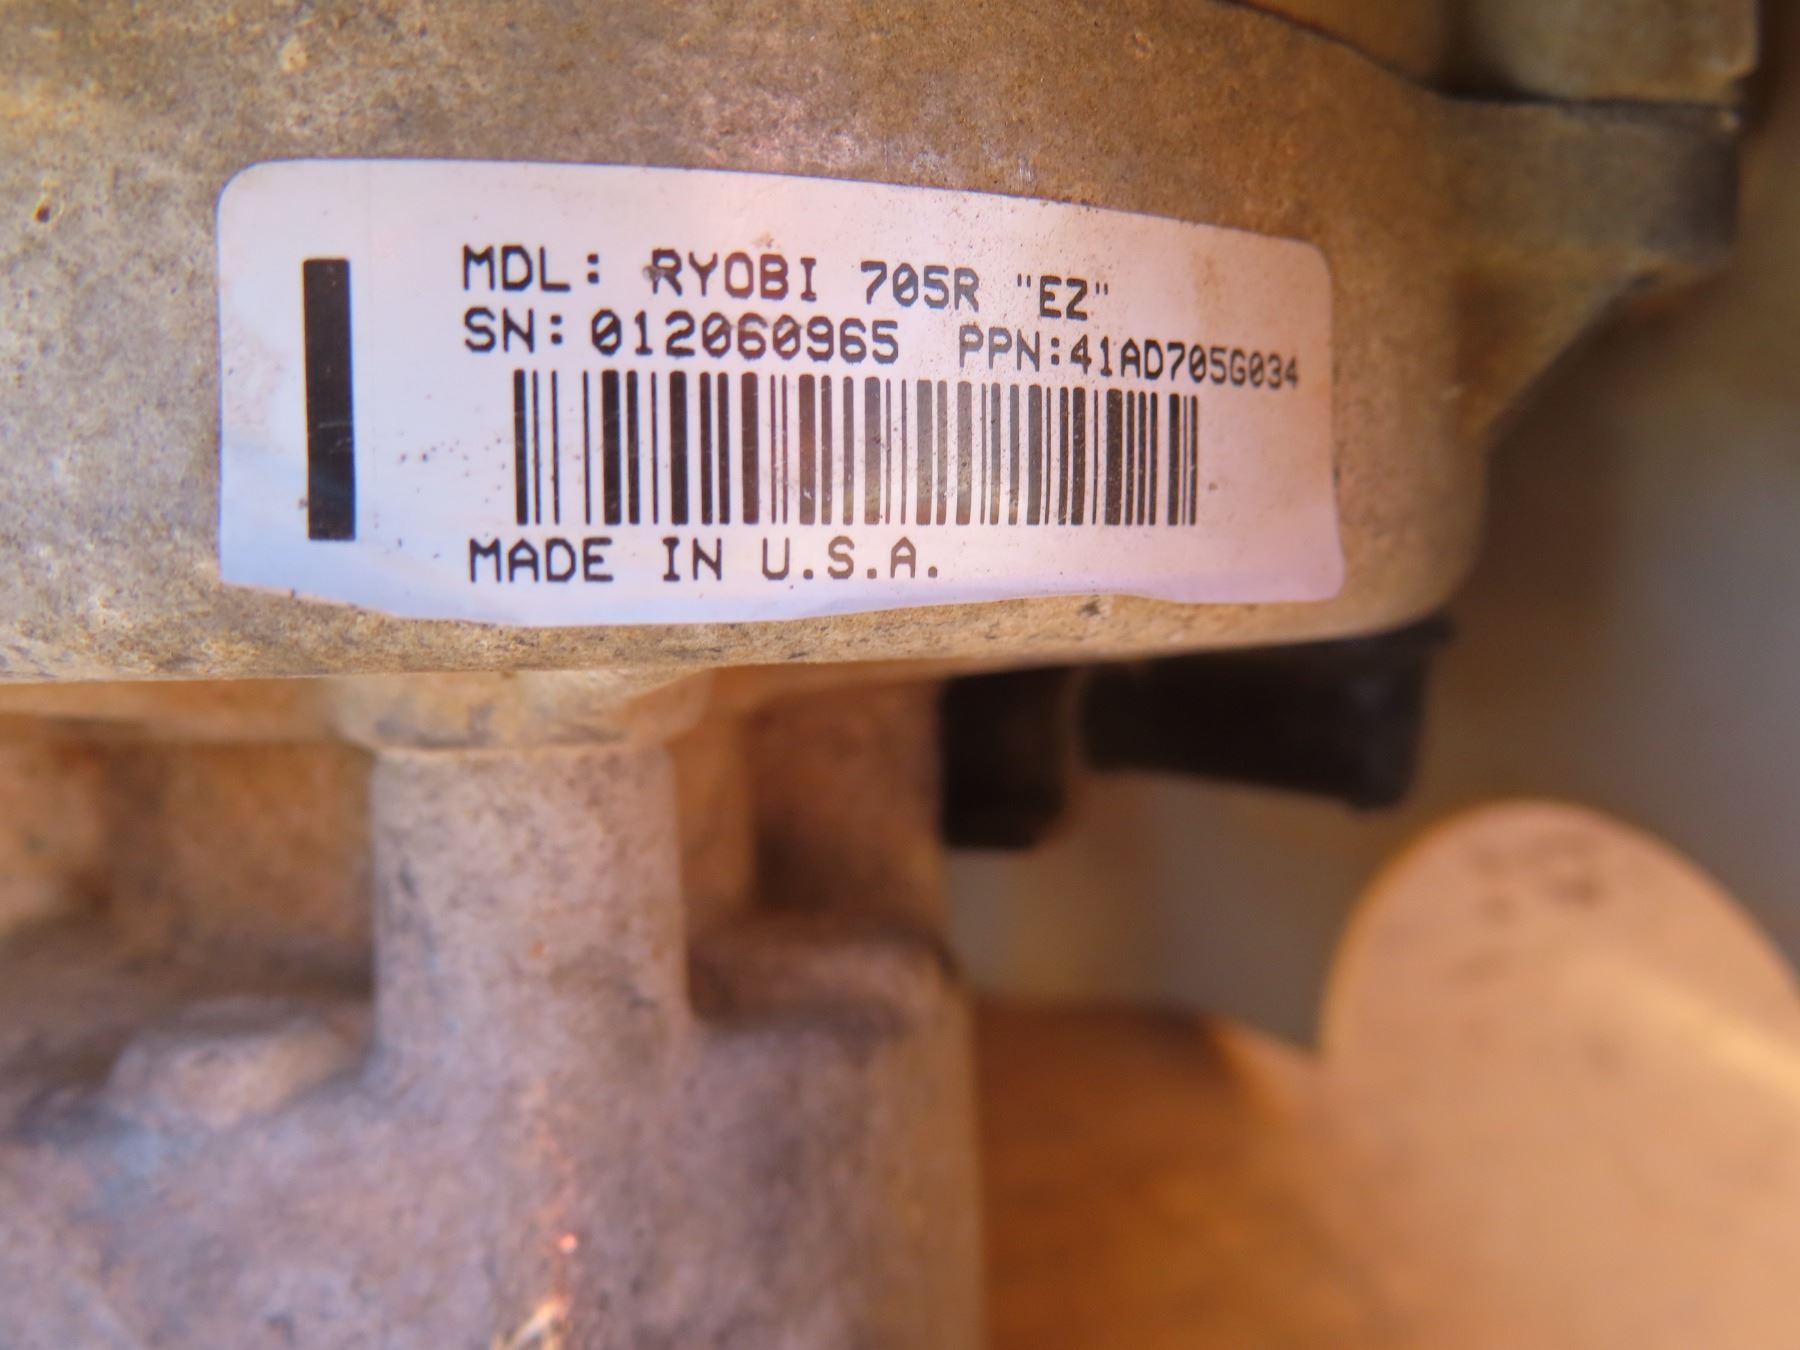 MDL: RYOBI 705R "EZ"
SN:012060965 PPN:41AD705G034
MADE IN U.S.A.